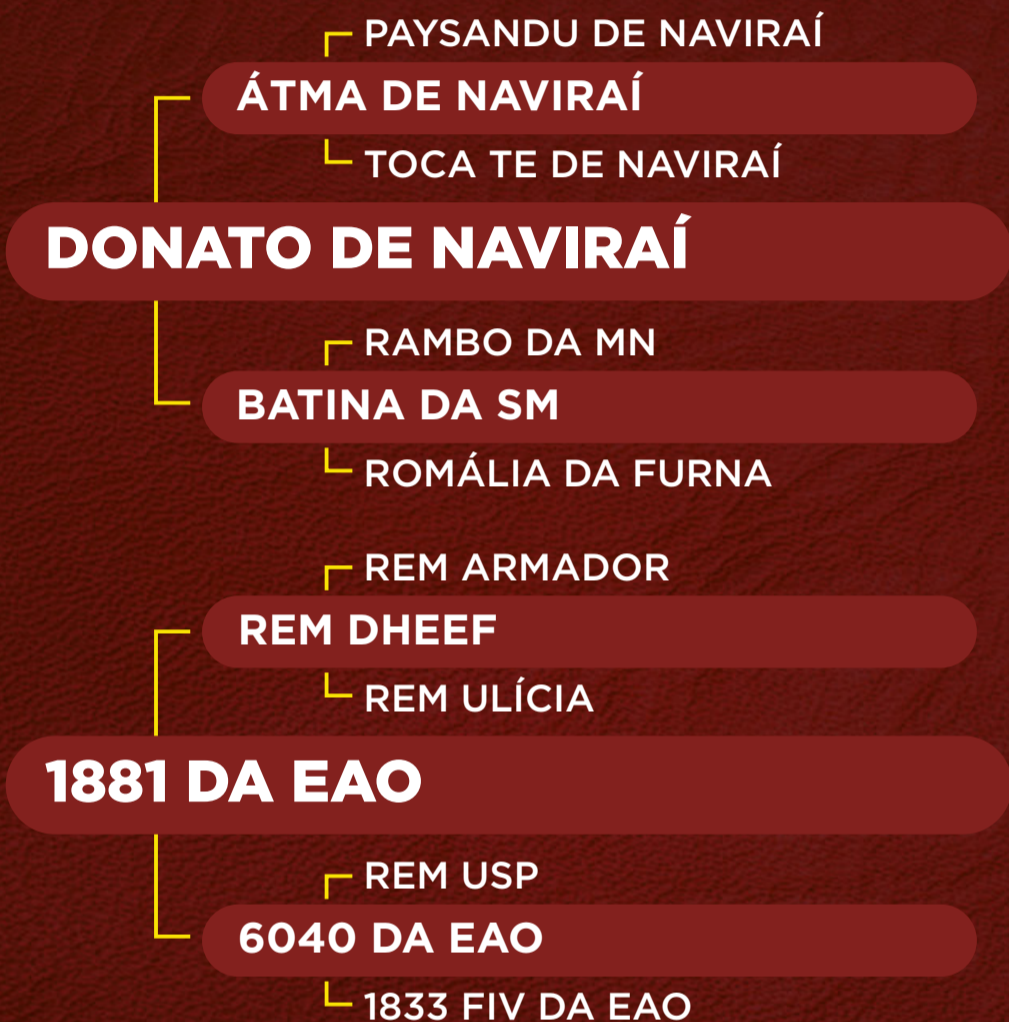 PAYSANDU DE NAVIRAÍ
ÁTMA DE NAVIRAÍ
TOCA TE DE NAVIRAÍ
DONATO DE NAVIRAÍ
RAMBO DA MN
BATINA DA SM
ROMÁLIA DA FURNA
REM ARMADOR
REM DHEEF
REM ULÍCIA
1881 DA EAO
REM USP
6040 DA EAO
1833 FIV DA EAO